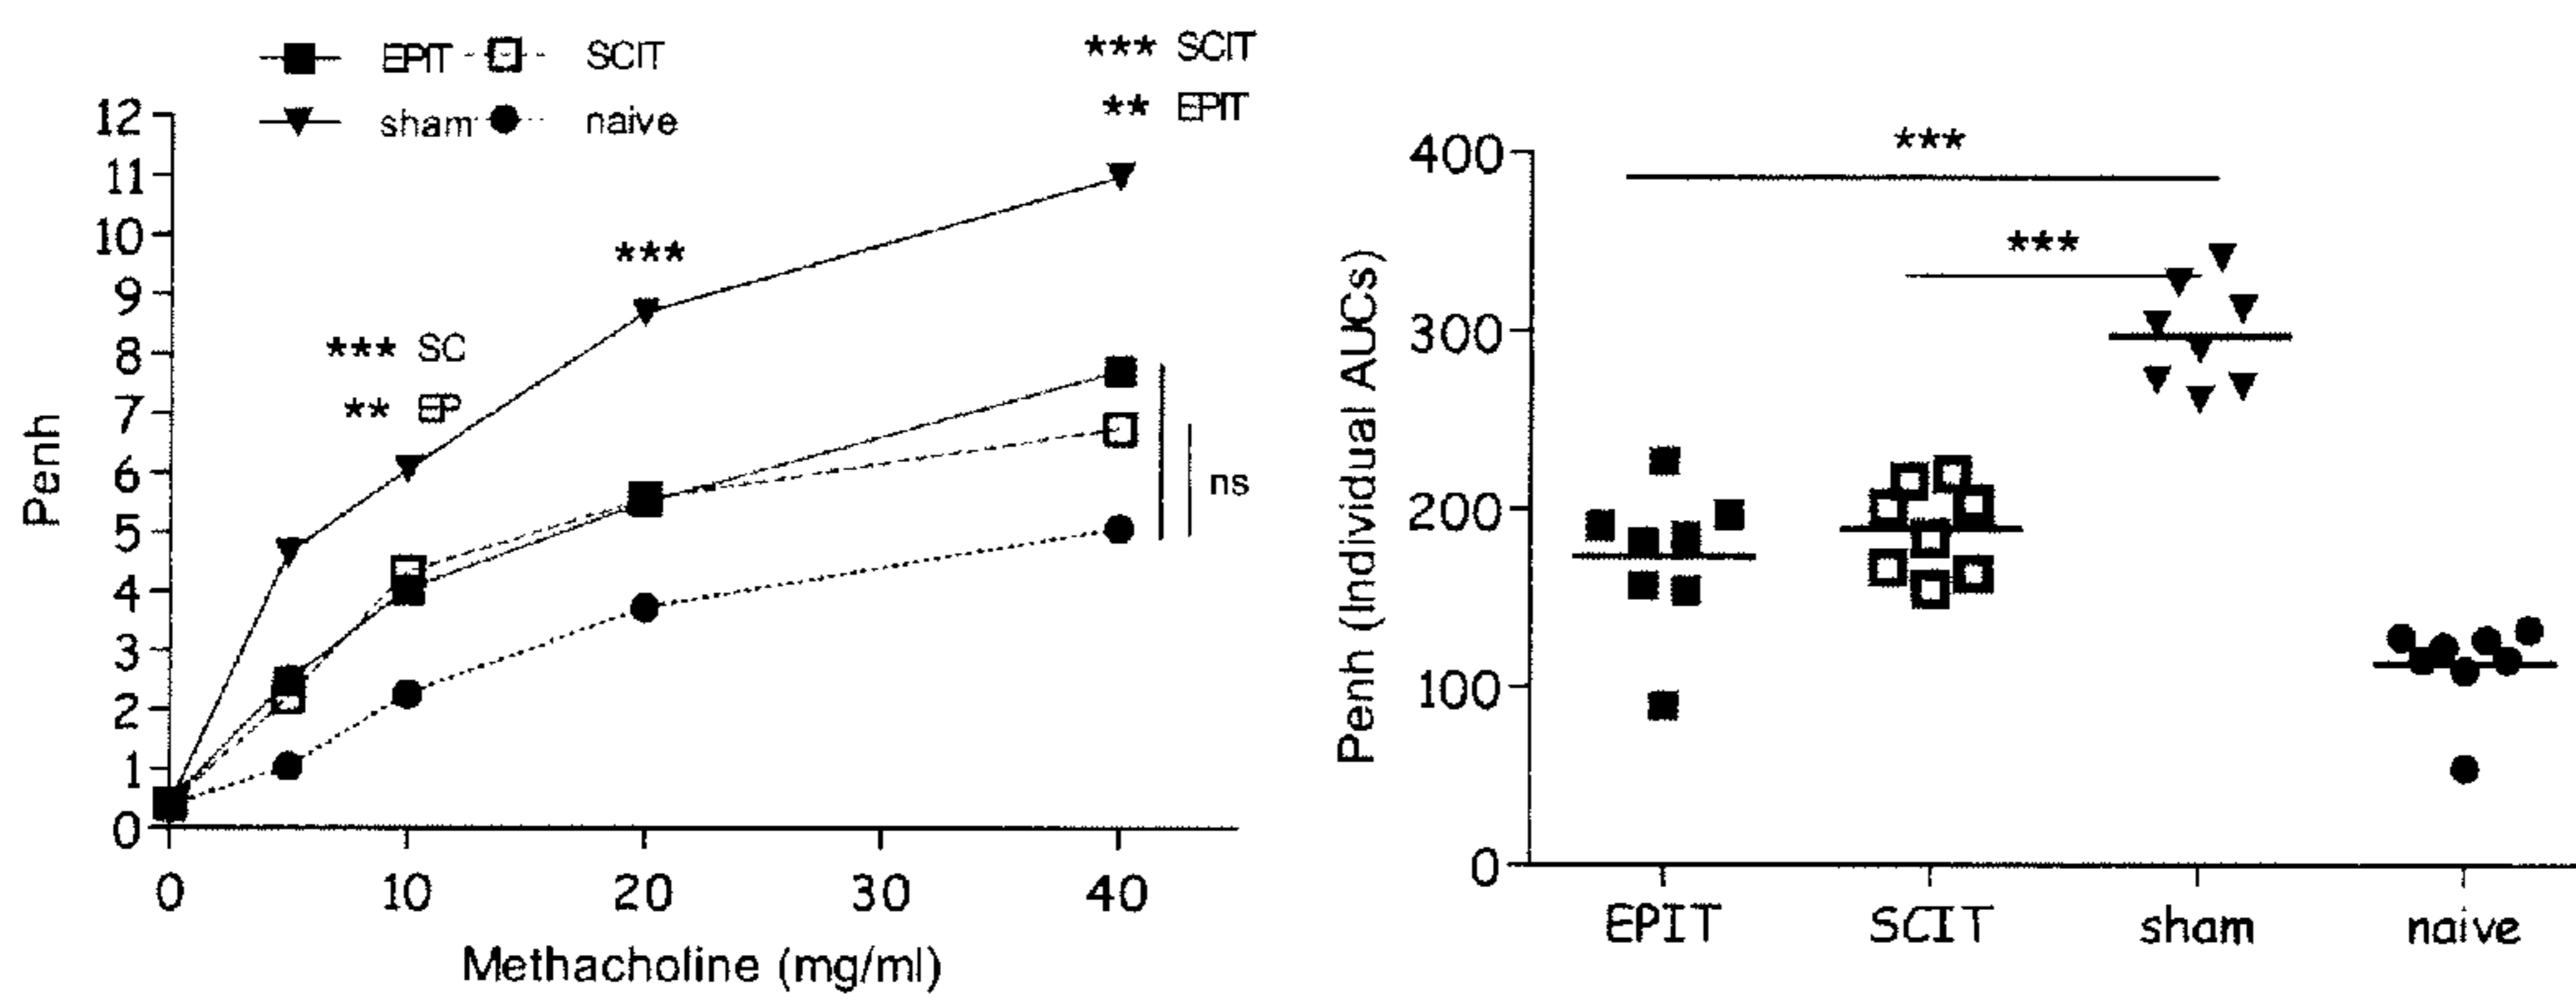 EPIT SCIT
sham naive
*** SCIT
** EPIT
12
11
10
9
8
7
6
5
4
3
2
1
0
Penh
***
*** SC
** EP
ns
0 10 20 30 40
Methacholine (mg/ml)
***
***
400
300
200
100
0
Penh (Individual AUCs)
EPIT SCIT sham naive